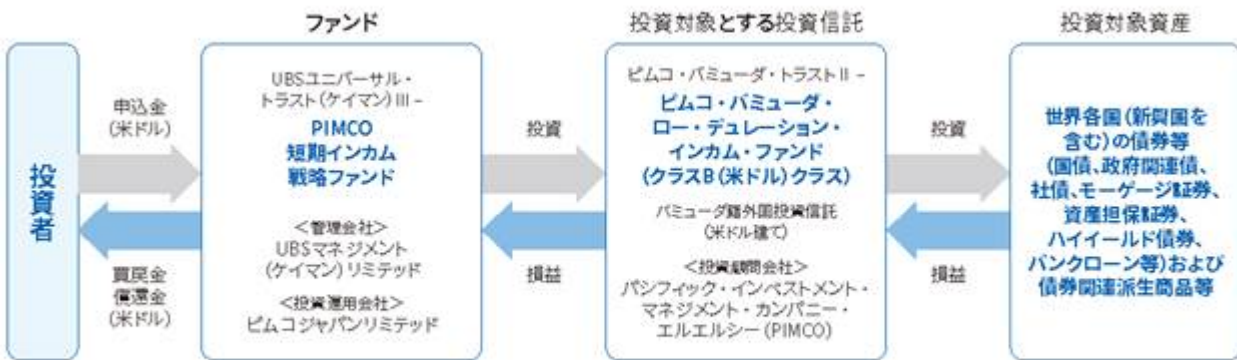 ファンド
投資対象とする投資信託
投資対象資産
投資者
申込金
(米ドル)
買戻金
償還金
(米ドル)
UBSユニバーサル・
トラスト(ケイマン)III –
PIMCO
短期インカム
戦略ファンド
<管理会社>
UBSマネジメント
(ケイマン)リミテッド
<投資運用会社>
ピムコジャパンリミテッド
投資
損益
ピムコ・バミューダ・トラストII –
ピムコ・バミューダ・
ロー・デュレーション・
インカム・ファンド
(クラスB(米ドル)クラス)
バミューダ籍外国投資信託
(米ドル建て)
<投資顧問会社>
パシフィック・インベストメント・
マネジメント・カンパニー・
エルエルシー(PIMCO)
投資
損益
世界各国(新興国を
含む)の債券等
(国債、政府関連債、
社債、モーゲージ証券、
資産担保証券、
ハイイールド債券、
バンクローン等)および
債券関連派生商品等